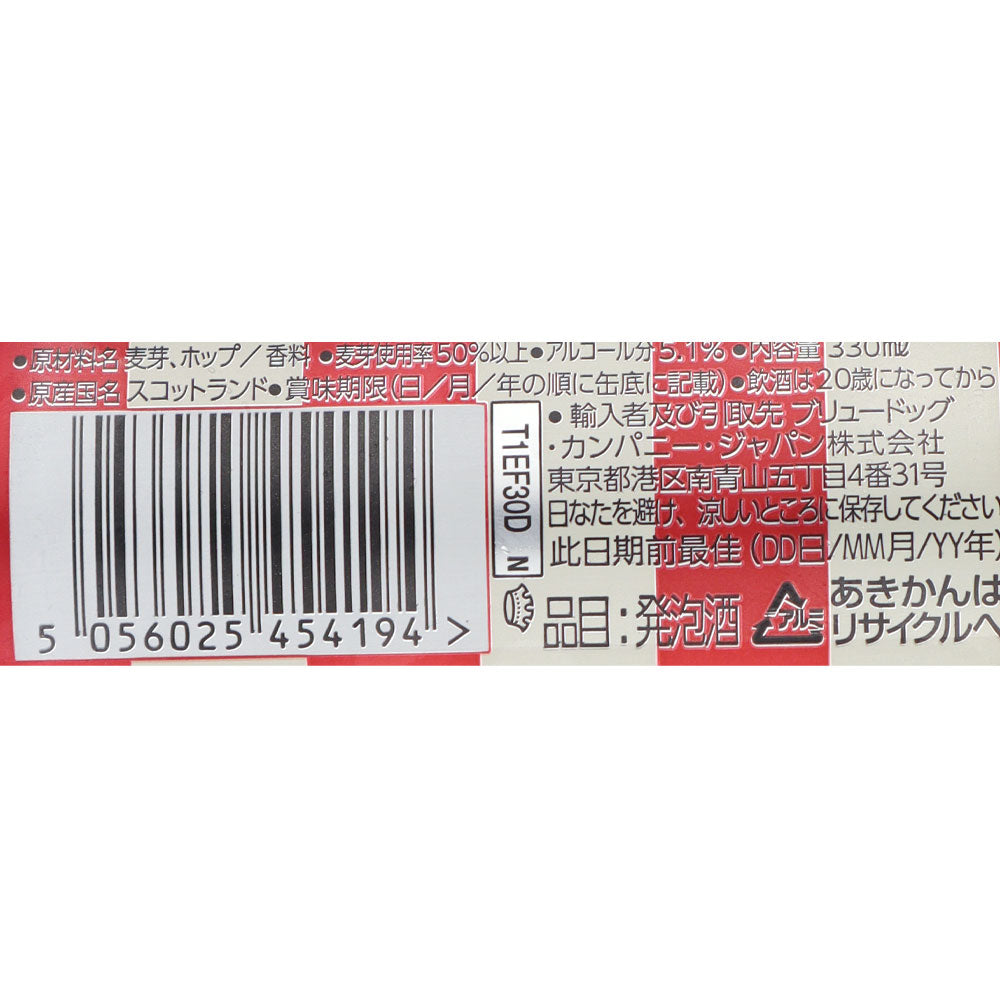 ●原材料名 麦芽、ホップ／香料 ●麦芽使用率50％以上●アルコール分5.1％●内容量330㎖
●原産国名 スコットランド●賞味期限（日／月／年の順に缶底に記載）●飲酒は20歳になってから
●輸入者及び引取先 ブリュードッグ
・カンパニー・ジャパン株式会社
東京都港区南青山五丁目4番31号
日なたを避け、涼しいところに保存してください
此日期前最佳（DD日/MM月/YY年）
品目：発泡酒
アルミ
あきかんは
リサイクルへ
T1EF30D N
5 056025 454194 >